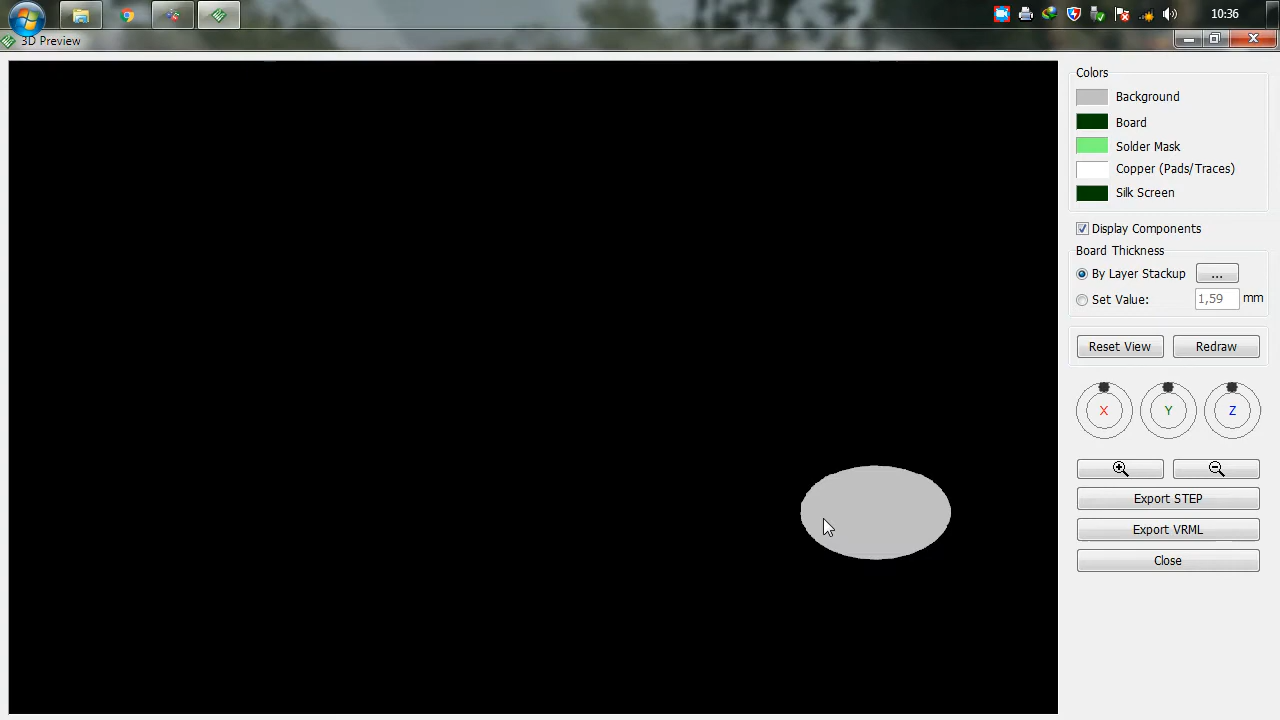 10:36
3D Preview
Colors
Background
Board
Solder Mask
Copper (Pads/Traces)
Silk Screen
Display Components
Board Thickness
By Layer Stackup ...
Set Value: 1,59 mm
Reset View Redraw
X Y Z
Export STEP
Export VRML
Close